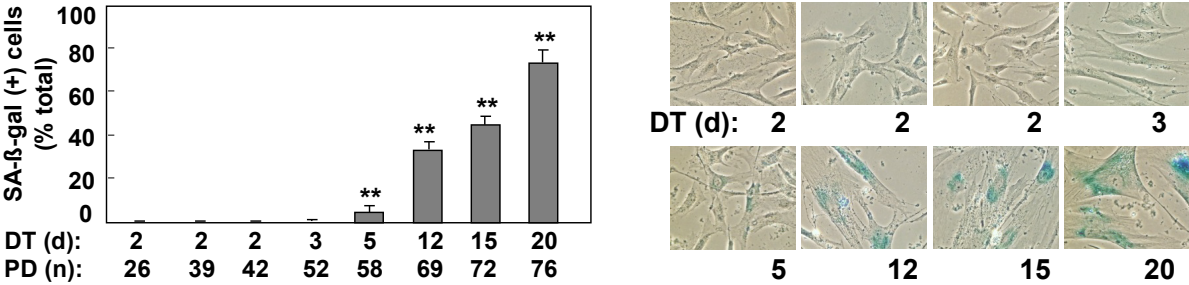 SA-ß-gal (+) cells
(% total)
100
80
60
40
20
0
** ** ** **
DT (d): 2 2 2 3 5 12 15 20
PD (n): 26 39 42 52 58 69 72 76
DT (d): 2 2 2 3
5 12 15 20